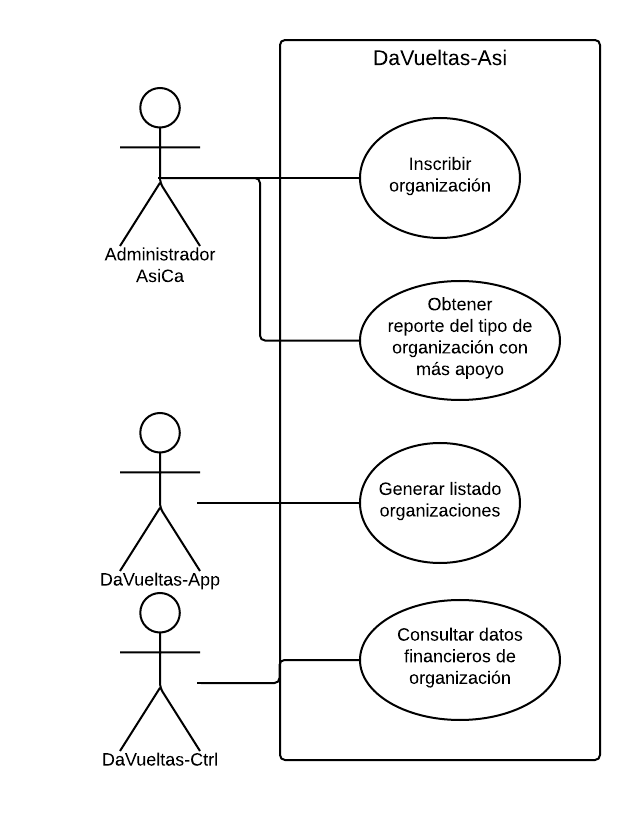 DaVueltas-Asi
Inscribir
organización
Administrador
AsiCa
Obtener
reporte del tipo de
organización con
más apoyo
Generar listado
organizaciones
DaVueltas-App
Consultar datos
financieros de
organización
DaVueltas-Ctrl